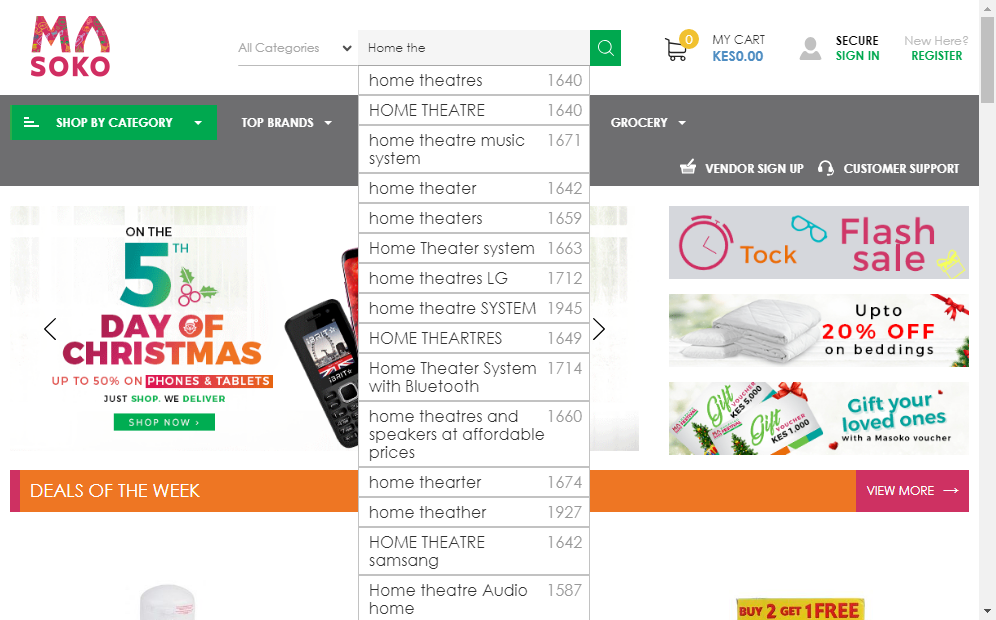 MA
SOKO
All Categories
Home the
0
MY CART
KES0.00
SECURE
SIGN IN
New Here?
REGISTER
SHOP BY CATEGORY
TOP BRANDS
GROCERY
VENDOR SIGN UP
CUSTOMER SUPPORT
home theatres 1640
HOME THEATRE 1640
home theatre music
system 1671
home theater 1642
home theaters 1659
Home Theater system 1663
home theatres LG 1712
home theatre SYSTEM 1945
HOME THEARTRES 1649
Home Theater System
with Bluetooth 1714
home theatres and
speakers at affordable
prices 1660
home thearter 1674
home theather 1927
HOME THEATRE
samsang 1642
Home theatre Audio
home 1587
ON THE
5TH
DAY OF
CHRISTMAS
UP TO 50% ON PHONES & TABLETS
JUST SHOP. WE DELIVER
SHOP NOW ›
Tock
Flash
sale
Upto
20% OFF
on beddings
Gift VOUCHER KES 5,000
Gift VOUCHER KES 1,000
Gift your
loved ones
with a Masoko voucher
DEALS OF THE WEEK
VIEW MORE
BUY 2 GET 1 FREE